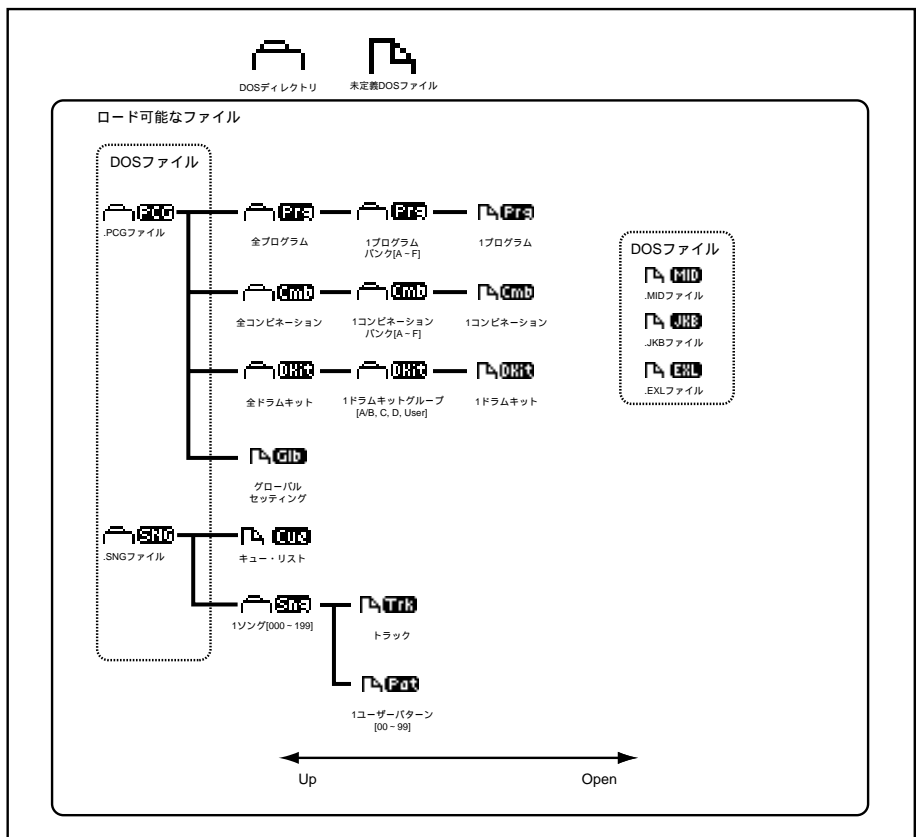 DOSディレクトリ
未定義DOSファイル
ロード可能なファイル
DOSファイル
PCG
.PCGファイル
Prg
全プログラム
Prg
1プログラム
バンク[A~F]
Prg
1プログラム
Cmb
全コンビネーション
Cmb
1コンビネーション
バンク[A~F]
Cmb
1コンビネーション
DKit
全ドラムキット
DKit
1ドラムキットグループ
[A/B, C, D, User]
DKit
1ドラムキット
Glb
グローバル
セッティング
DOSファイル
MID
.MIDファイル
JKB
.JKBファイル
EXL
.EXLファイル
SNG
.SNGファイル
Cue
キュー・リスト
Sng
1ソング[000~199]
Trk
トラック
Pat
1ユーザーパターン
[00~99]
Up
Open